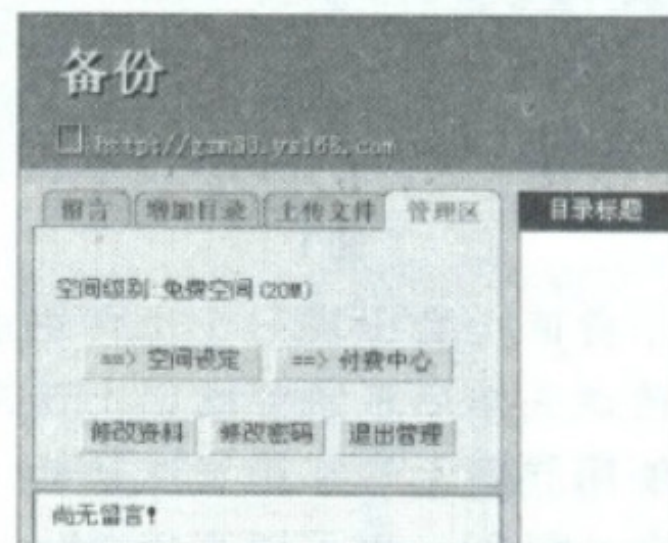 备份
留言 增加目录 上传文件 管理区
目录标题
空间级别: 免费空间 (20M)
==> 空间设定 ==> 付费中心
修改资料 修改密码 退出管理
尚无留言!